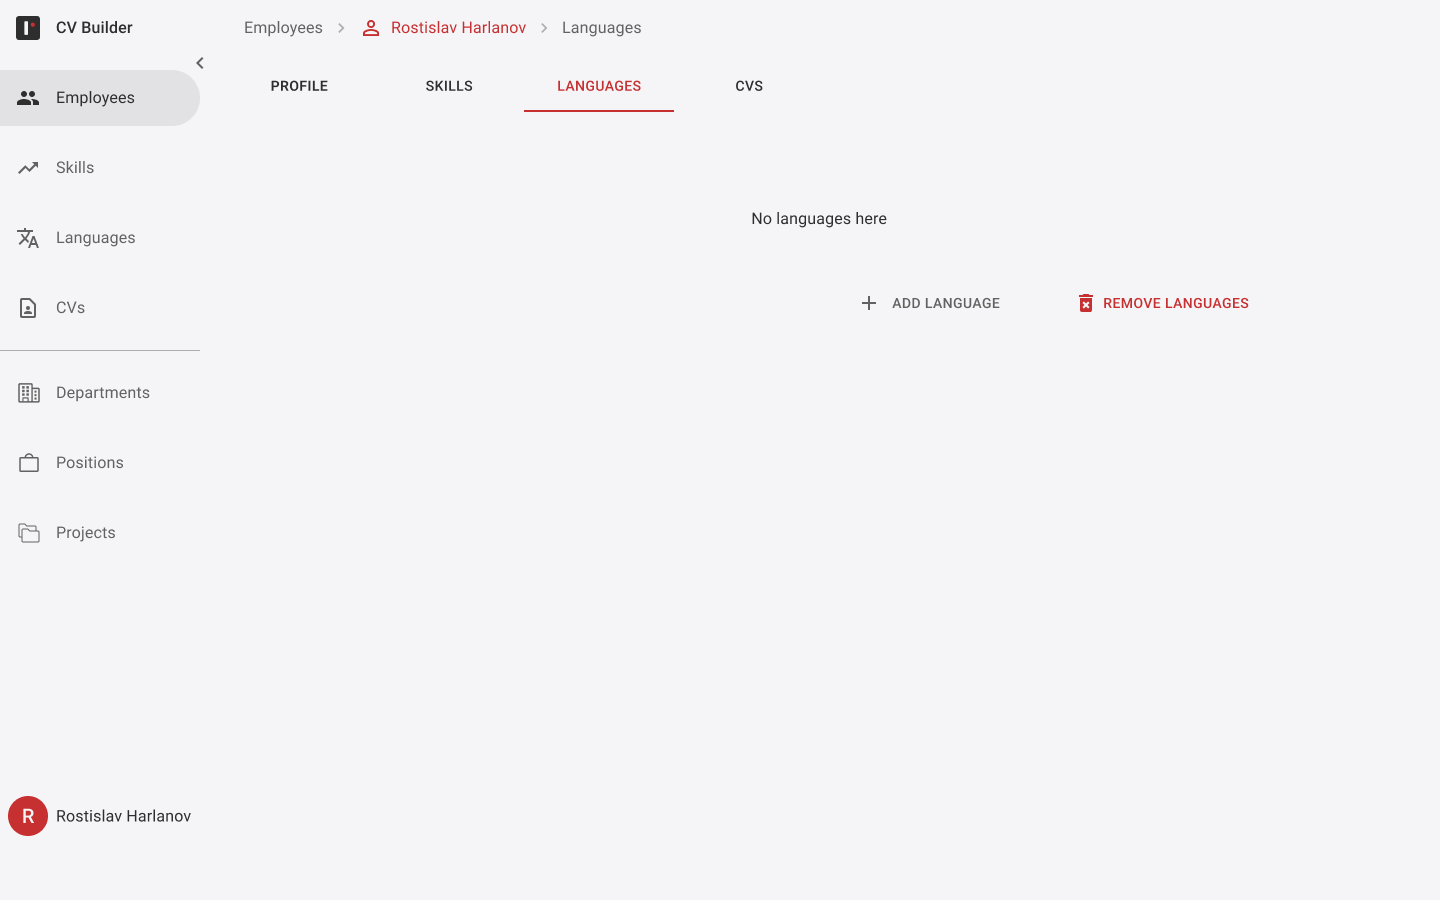 CV Builder
Employees
Skills
Languages
CVs
Departments
Positions
Projects
R
Rostislav Harlanov
Employees Rostislav Harlanov Languages
PROFILE SKILLS LANGUAGES CVS
No languages here
ADD LANGUAGE REMOVE LANGUAGES